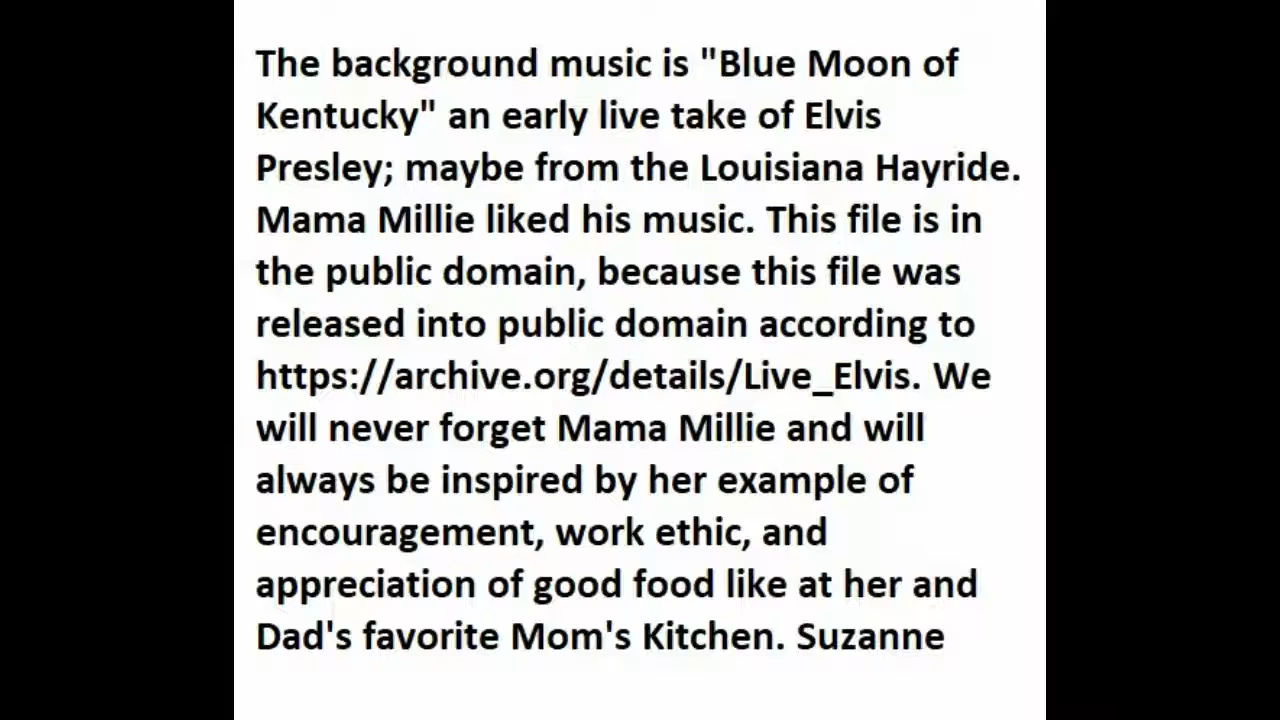 The background music is "Blue Moon of
Kentucky" an early live take of Elvis
Presley; maybe from the Louisiana Hayride.
Mama Millie liked his music. This file is in
the public domain, because this file was
released into public domain according to
https://archive.org/details/Live_Elvis. We
will never forget Mama Millie and will
always be inspired by her example of
encouragement, work ethic, and
appreciation of good food like at her and
Dad's favorite Mom's Kitchen. Suzanne